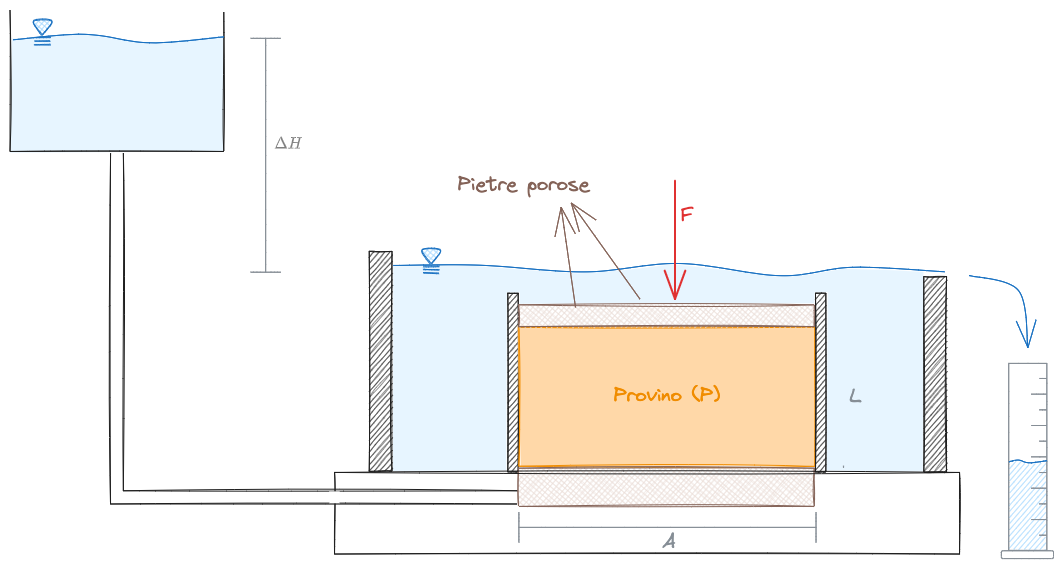 ΔH
Pietre porose
F
Provino (P)
L
A